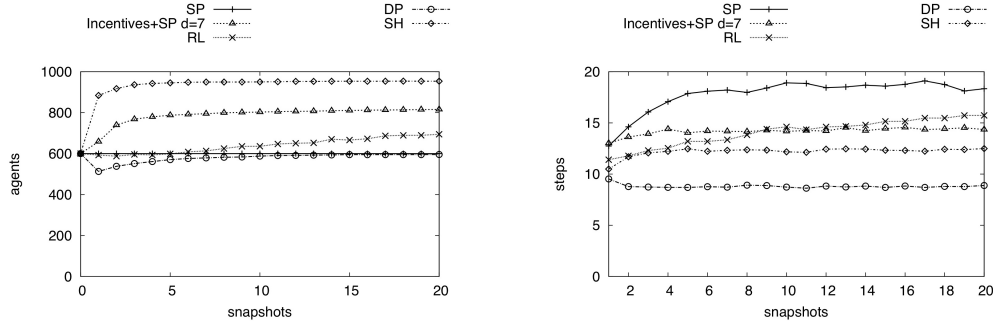 SP
Incentives+SP d=7
RL
DP
SH
1000
800
600
400
200
0
agents
0 5 10 15 20
snapshots
SP
Incentives+SP d=7
RL
DP
SH
20
15
10
5
0
steps
2 4 6 8 10 12 14 16 18 20
snapshots